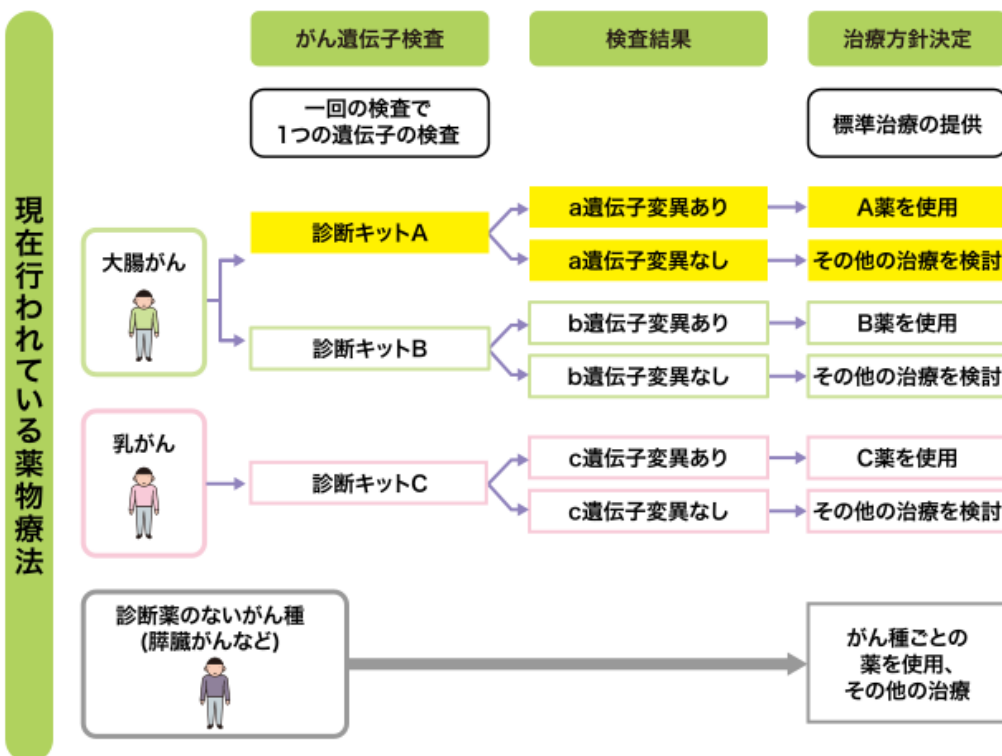 現在行われている薬物療法
がん遺伝子検査
検査結果
治療方針決定
一回の検査で
1つの遺伝子の検査
標準治療の提供
大腸がん
診断キットA
a遺伝子変異あり
A薬を使用
a遺伝子変異なし
その他の治療を検討
診断キットB
b遺伝子変異あり
B薬を使用
b遺伝子変異なし
その他の治療を検討
乳がん
診断キットC
c遺伝子変異あり
C薬を使用
c遺伝子変異なし
その他の治療を検討
診断薬のないがん種
(膵臓がんなど)
がん種ごとの
薬を使用、
その他の治療